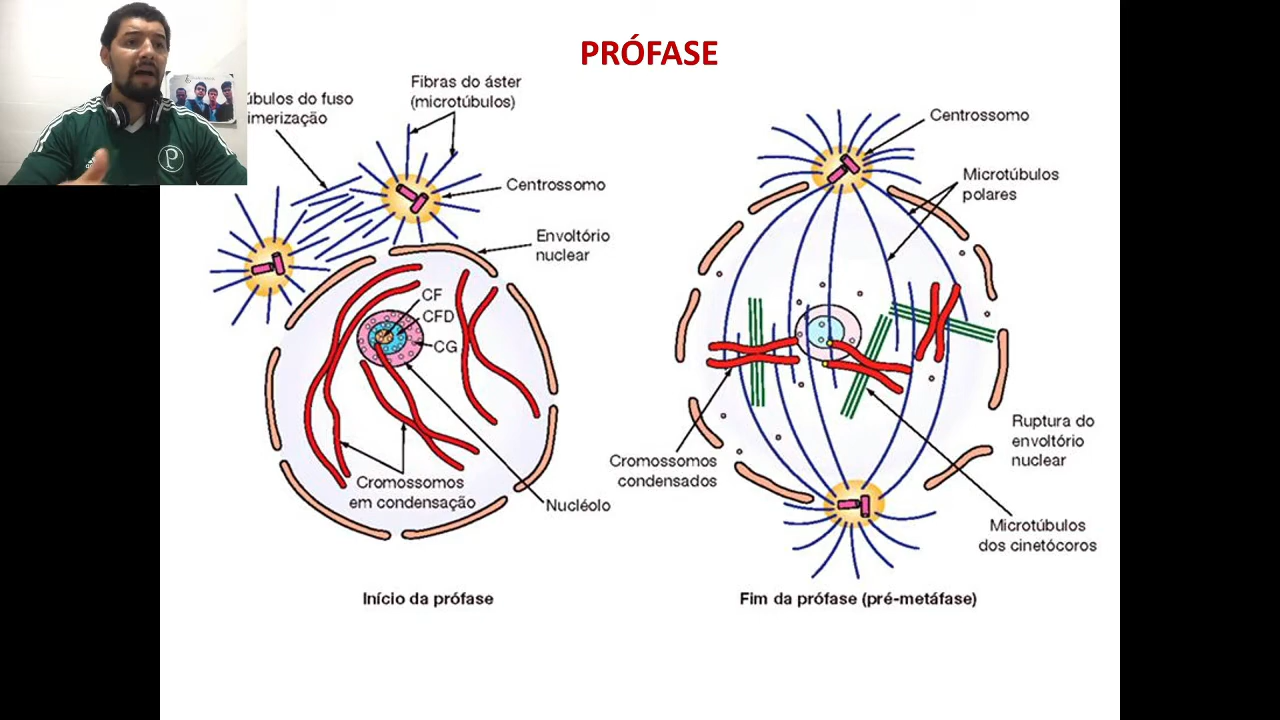 PRÓFASE
úbulos do fuso
imerização
Fibras do áster
(microtúbulos)
Centrossomo
Envoltório
nuclear
CF
CFD
CG
Cromossomos
em condensação
Nucléolo
Início da prófase
Centrossomo
Microtúbulos
polares
Cromossomos
condensados
Ruptura do
envoltório
nuclear
Microtúbulos
dos cinetócoros
Fim da prófase (pré-metáfase)
P
adidas